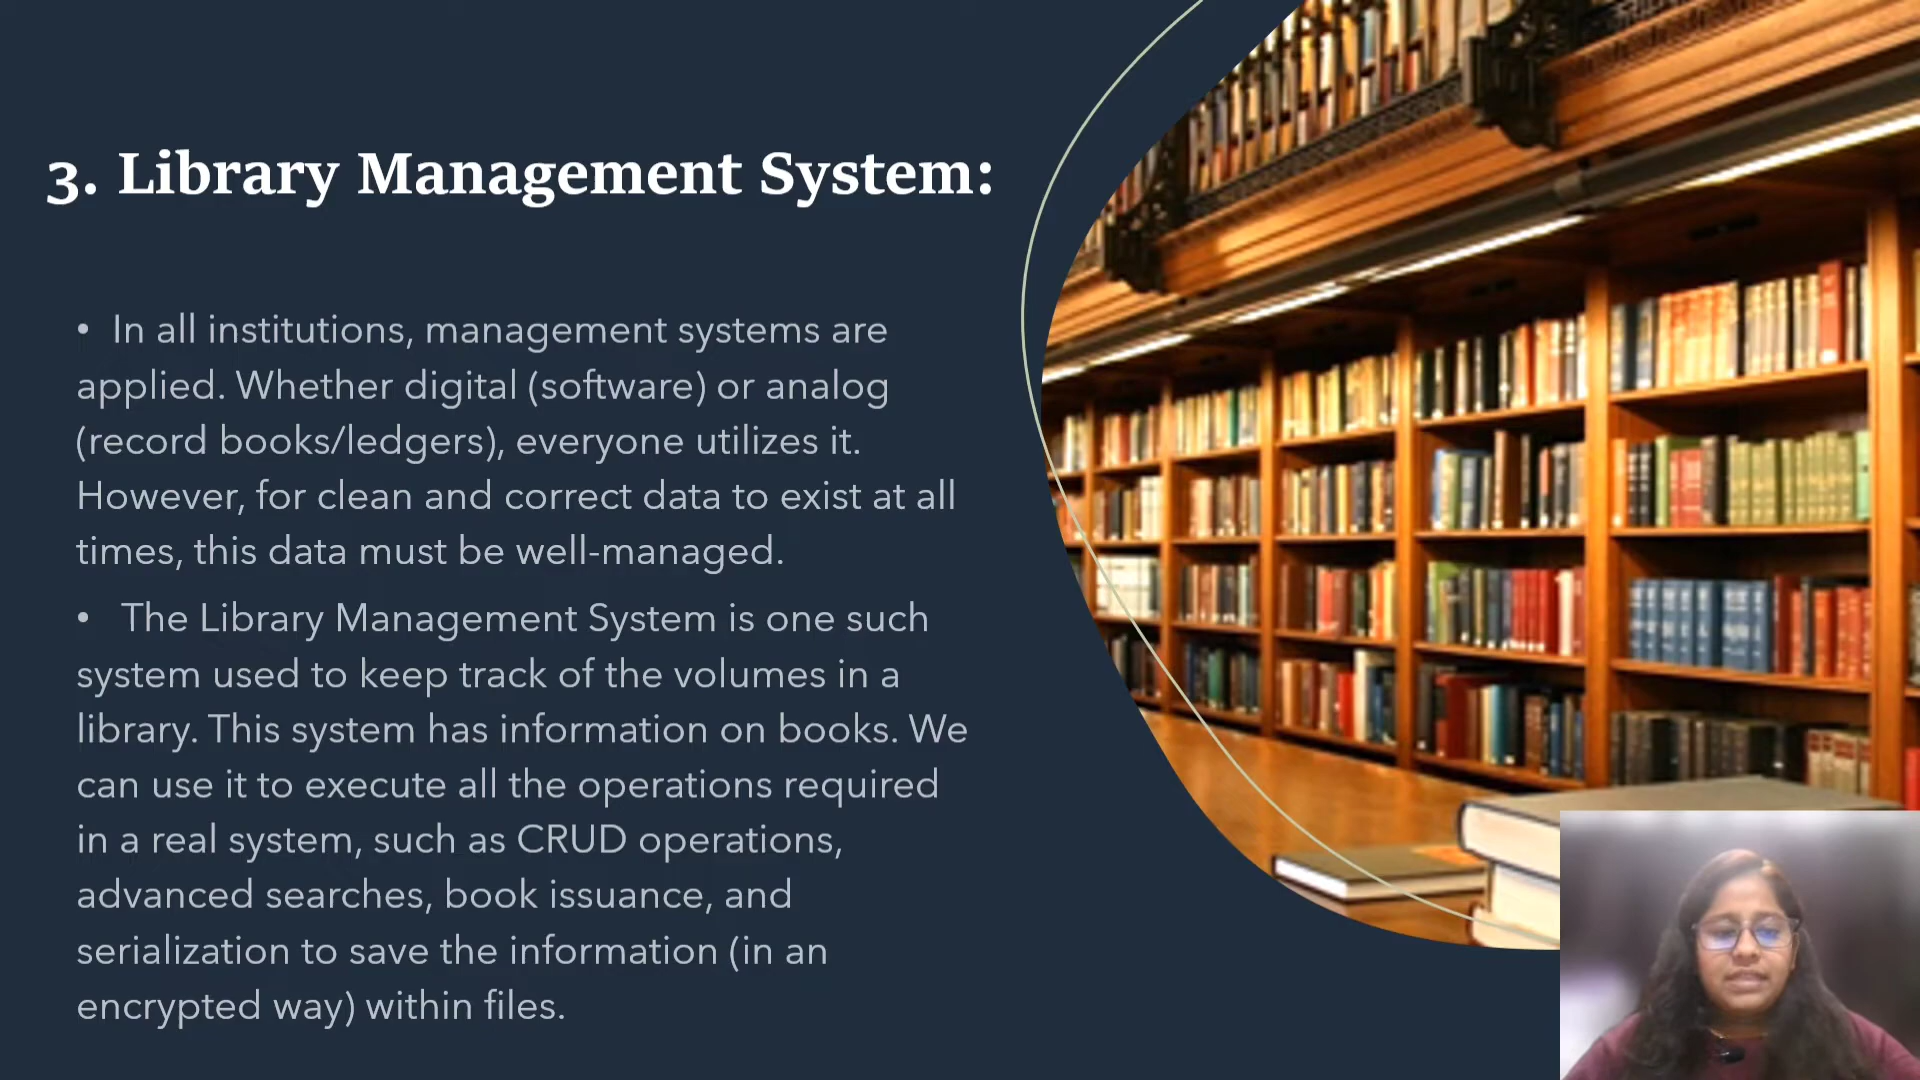 3. Library Management System:
• In all institutions, management systems are
applied. Whether digital (software) or analog
(record books/ledgers), everyone utilizes it.
However, for clean and correct data to exist at all
times, this data must be well-managed.
• The Library Management System is one such
system used to keep track of the volumes in a
library. This system has information on books. We
can use it to execute all the operations required
in a real system, such as CRUD operations,
advanced searches, book issuance, and
serialization to save the information (in an
encrypted way) within files.